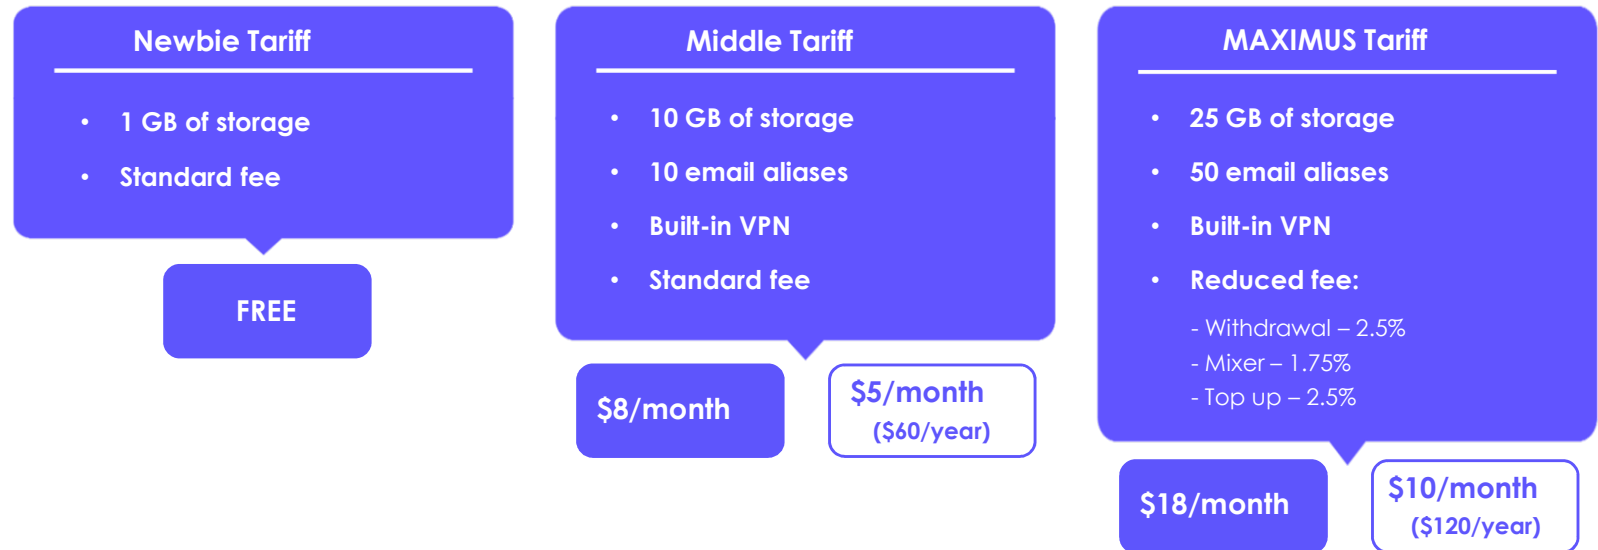 Newbie Tariff
• 1 GB of storage
• Standard fee
FREE
Middle Tariff
• 10 GB of storage
• 10 email aliases
• Built-in VPN
• Standard fee
$8/month
$5/month
($60/year)
MAXIMUS Tariff
• 25 GB of storage
• 50 email aliases
• Built-in VPN
• Reduced fee:
- Withdrawal – 2.5%
- Mixer – 1.75%
- Top up – 2.5%
$18/month
$10/month
($120/year)